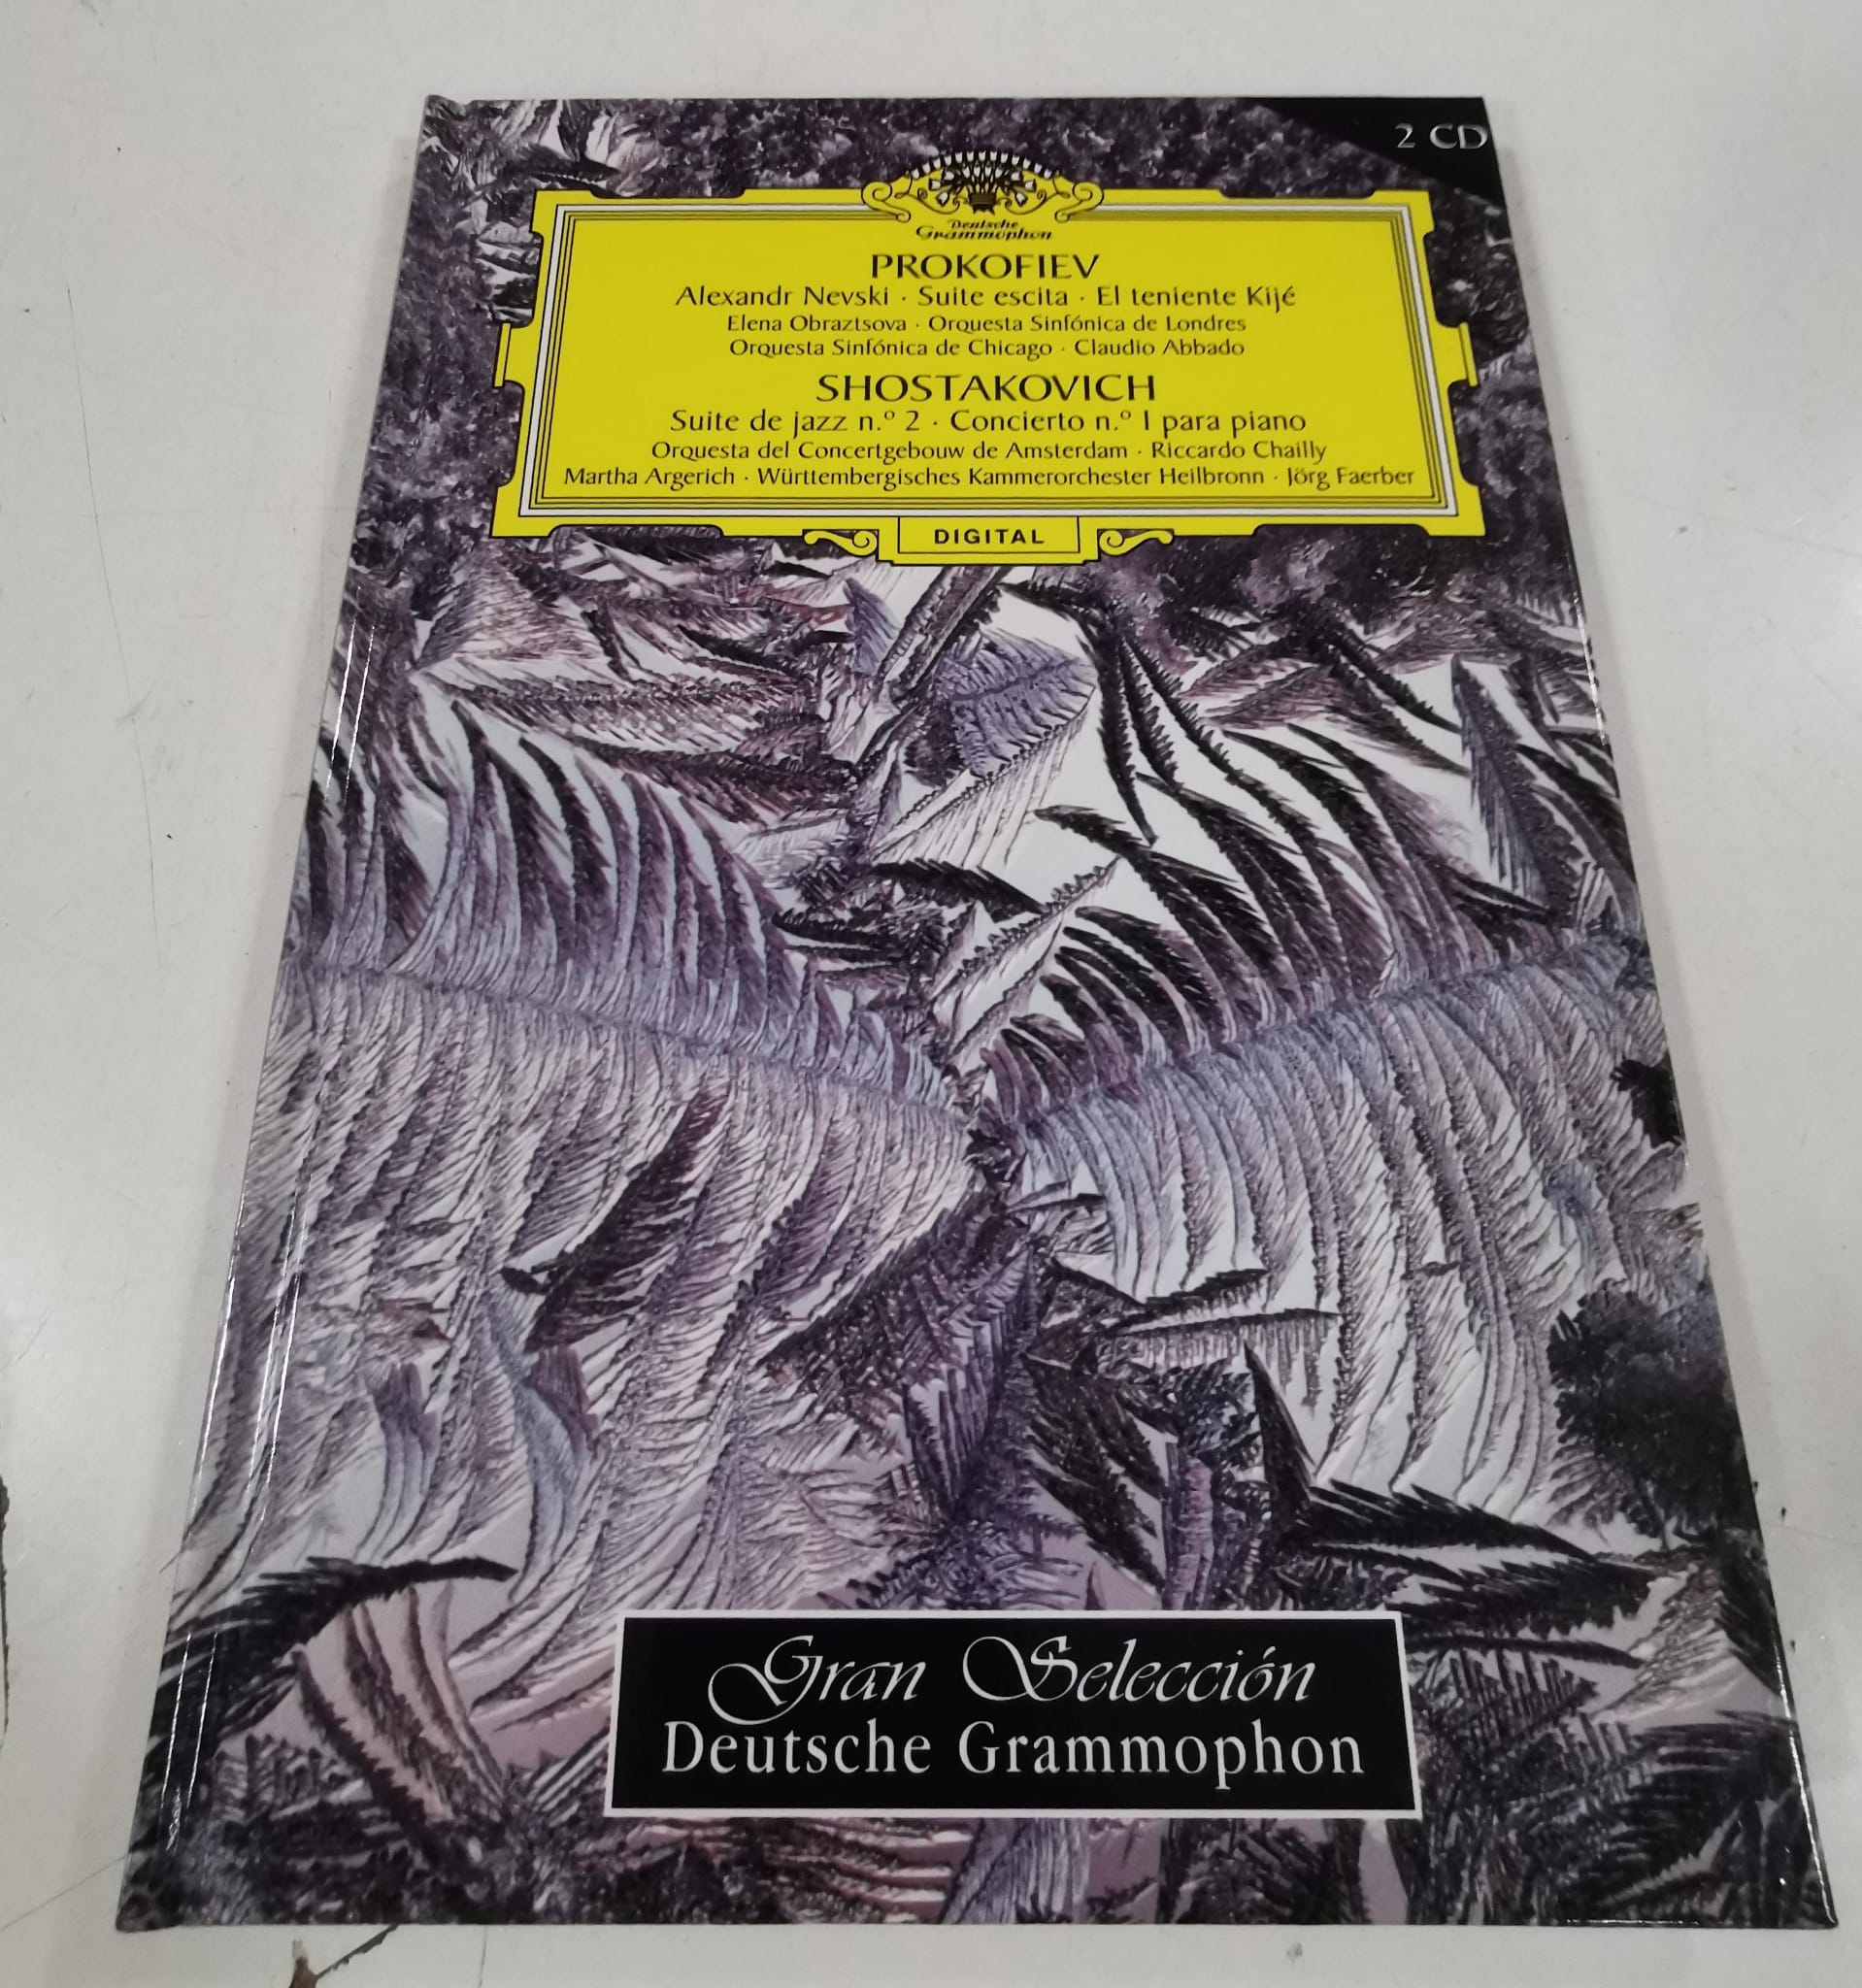 2 CD
Deutsche
Grammophon
PROKOFIEV
Alexandr Nevski · Suite escita · El teniente Kijé
Elena Obraztsova · Orquesta Sinfónica de Londres
Orquesta Sinfónica de Chicago · Claudio Abbado
SHOSTAKOVICH
Suite de jazz n.º 2 · Concierto n.º 1 para piano
Orquesta del Concertgebouw de Amsterdam · Riccardo Chailly
Martha Argerich · Württembergisches Kammerorchester Heilbronn · Jörg Faerber
DIGITAL
Gran Selección
Deutsche Grammophon